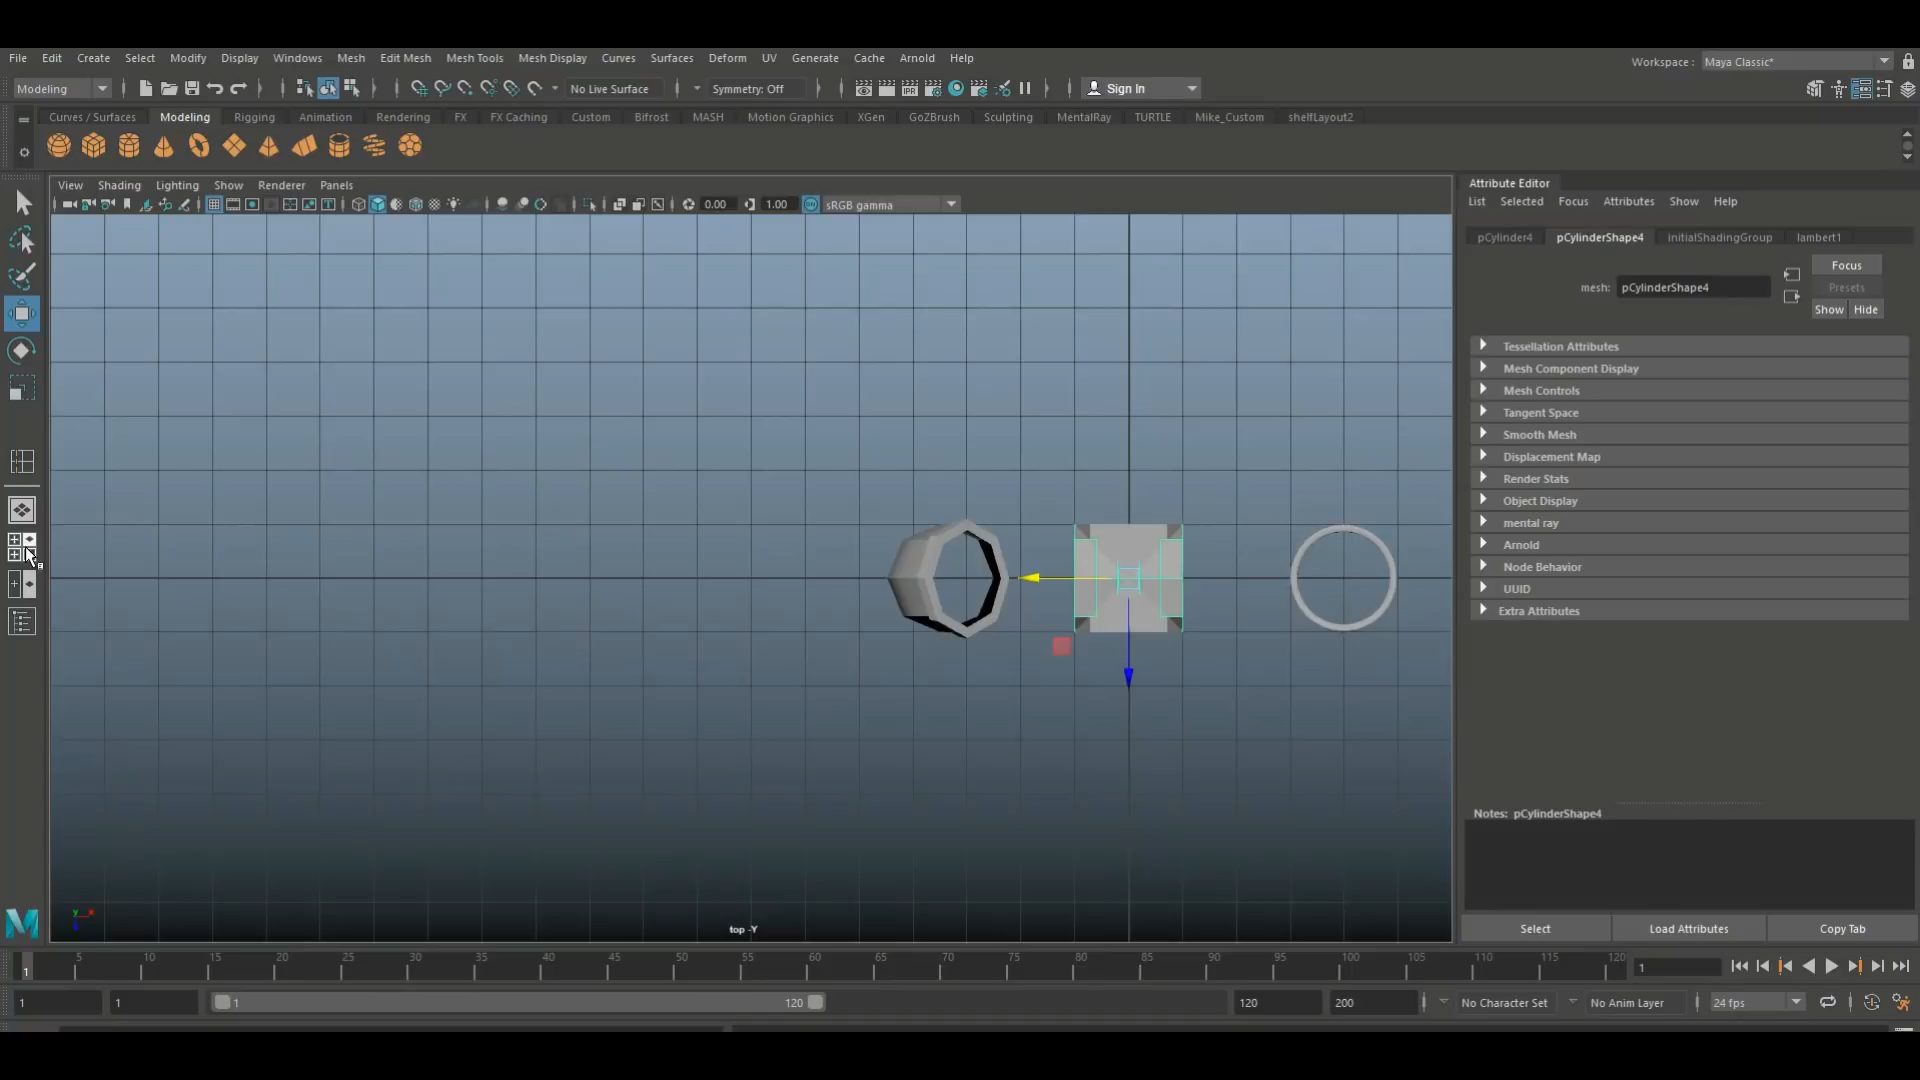 File Edit Create Select Modify Display Windows Mesh Edit Mesh Mesh Tools Mesh Display Curves Surfaces Deform UV Generate Cache Arnold Help
Workspace : Maya Classic*
Modeling
No Live Surface
Symmetry: Off
IPR
Sign In
Curves / Surfaces Modeling Rigging Animation Rendering FX FX Caching Custom Bifrost MASH Motion Graphics XGen GoZBrush Sculpting MentalRay TURTLE Mike_Custom shelfLayout2
View Shading Lighting Show Renderer Panels
0.00 1.00 sRGB gamma
Attribute Editor
List Selected Focus Attributes Show Help
pCylinder4 pCylinderShape4 initialShadingGroup lambert1
Focus
mesh: pCylinderShape4
Presets
Show Hide
Tessellation Attributes
Mesh Component Display
Mesh Controls
Tangent Space
Smooth Mesh
Displacement Map
Render Stats
Object Display
mental ray
Arnold
Node Behavior
UUID
Extra Attributes
Notes: pCylinderShape4
top -Y
Select Load Attributes Copy Tab
5 10 15 20 25 30 35 40 45 50 55 60 65 70 75 80 85 90 95 100 105 110 115 120
1
1
1 1 1 120 120 200 No Character Set No Anim Layer 24 fps